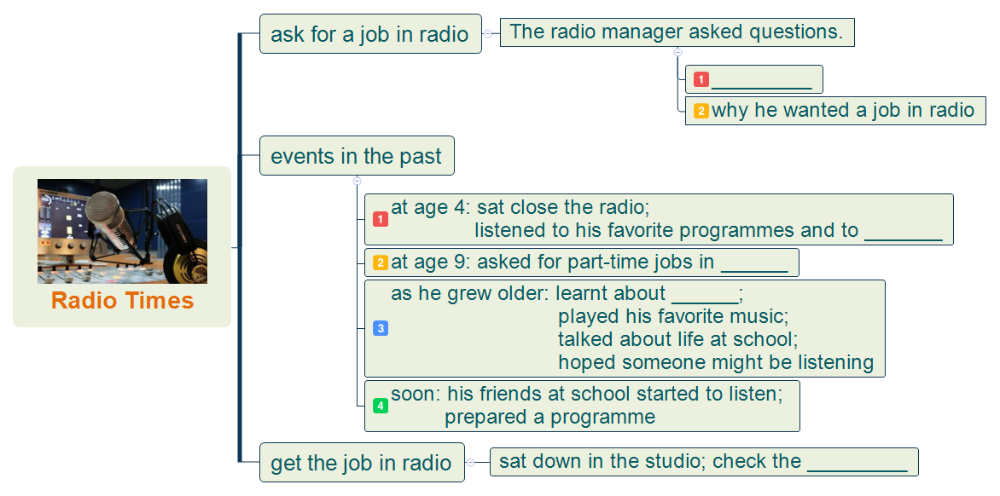 ask for a job in radio
The radio manager asked questions.
1 _________
2 why he wanted a job in radio
events in the past
1 at age 4: sat close the radio;
listened to his favorite programmes and to _______
2 at age 9: asked for part-time jobs in ______
3 as he grew older: learnt about ______;
played his favorite music;
talked about life at school;
hoped someone might be listening
4 soon: his friends at school started to listen;
prepared a programme
Radio Times
get the job in radio
sat down in the studio; check the _________